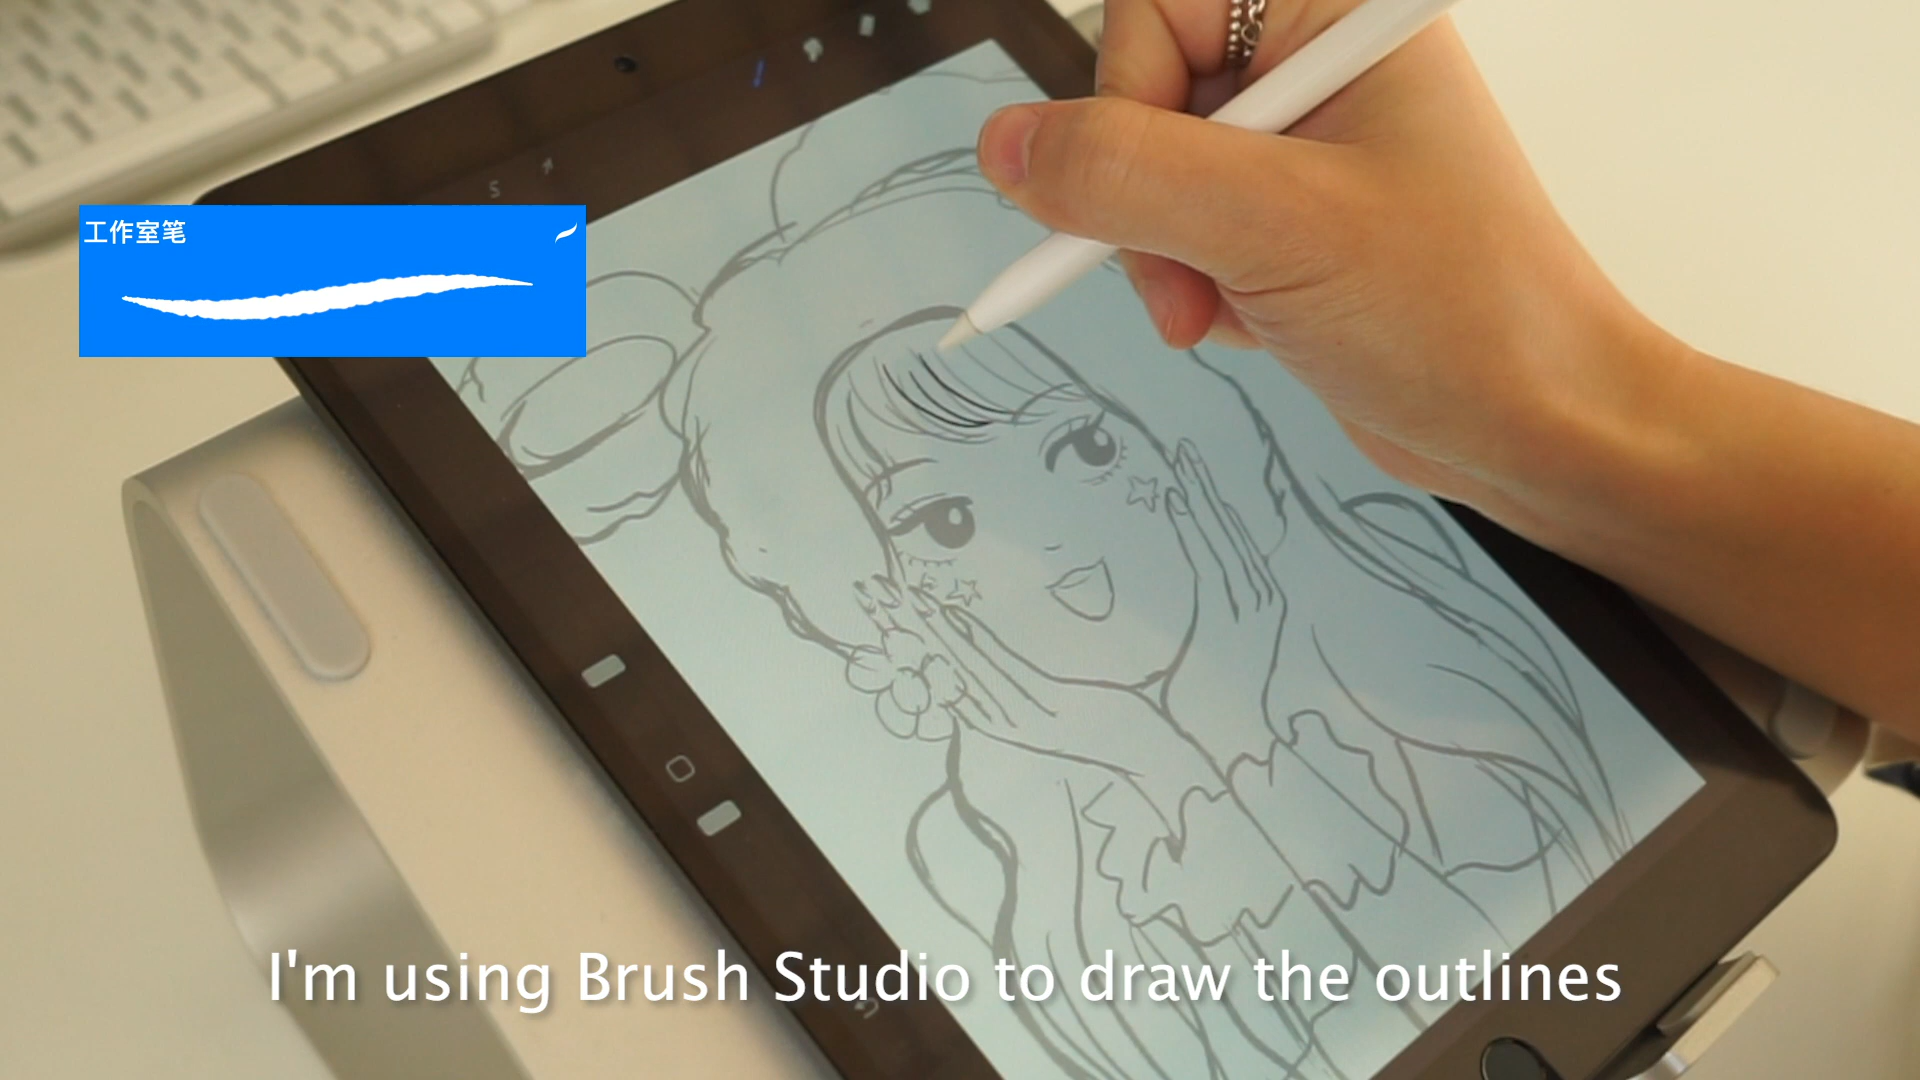 S
工作室笔
I'm using Brush Studio to draw the outlines